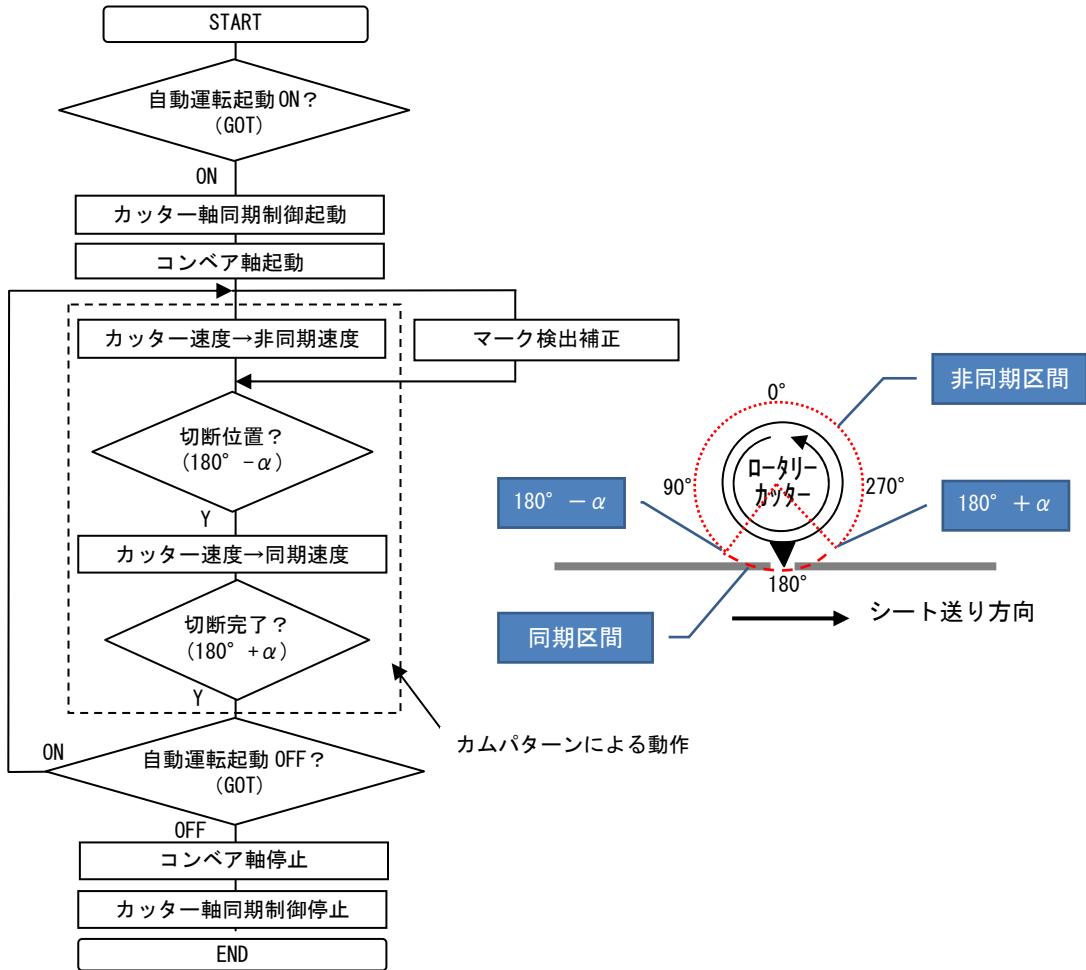 START
自動運転起動 ON？
(GOT)
ON
カッター軸同期制御起動
コンベア軸起動
カッター速度→非同期速度
マーク検出補正
切断位置？
(180° －α)
Y
カッター速度→同期速度
切断完了？
(180° +α)
Y
カムパターンによる動作
ON
自動運転起動 OFF？
(GOT)
OFF
コンベア軸停止
カッター軸同期制御停止
END
非同期区間
0°
ロータリー
カッター
90°
270°
180° － α
180° ＋ α
180°
同期区間
シート送り方向